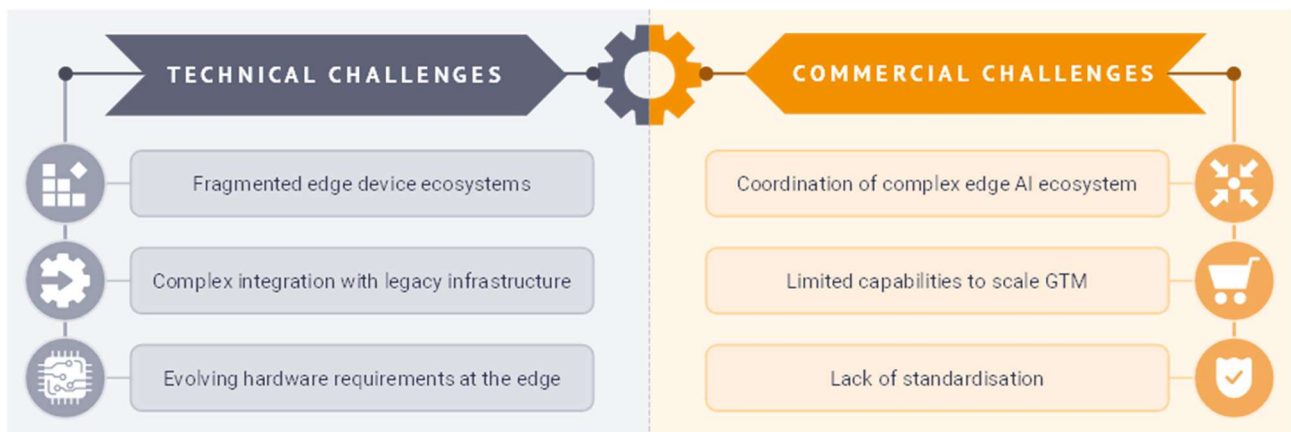 TECHNICAL CHALLENGES
Fragmented edge device ecosystems
Complex integration with legacy infrastructure
Evolving hardware requirements at the edge
COMMERCIAL CHALLENGES
Coordination of complex edge AI ecosystem
Limited capabilities to scale GTM
Lack of standardisation